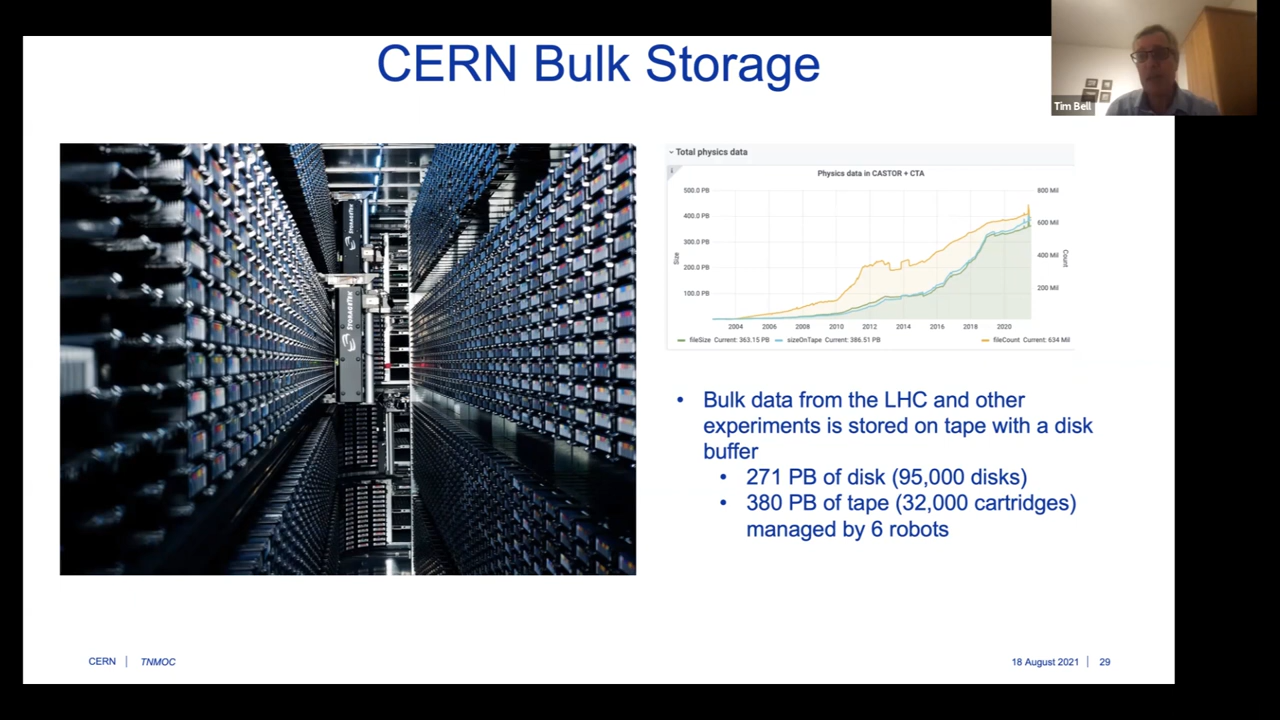 CERN Bulk Storage
Tim Bell
STORAGETEK
STORAGETEK
Total physics data
i
Physics data in CASTOR + CTA
500.0 PB
400.0 PB
300.0 PB
200.0 PB
100.0 PB
Size
800 Mil
600 Mil
400 Mil
200 Mil
Count
2004 2006 2008 2010 2012 2014 2016 2018 2020
fileSize Current: 363.15 PB sizeOnTape Current: 386.51 PB fileCount Current: 634 Mil
• Bulk data from the LHC and other
experiments is stored on tape with a disk
buffer
• 271 PB of disk (95,000 disks)
• 380 PB of tape (32,000 cartridges)
managed by 6 robots
CERN | TNMOC
18 August 2021 | 29